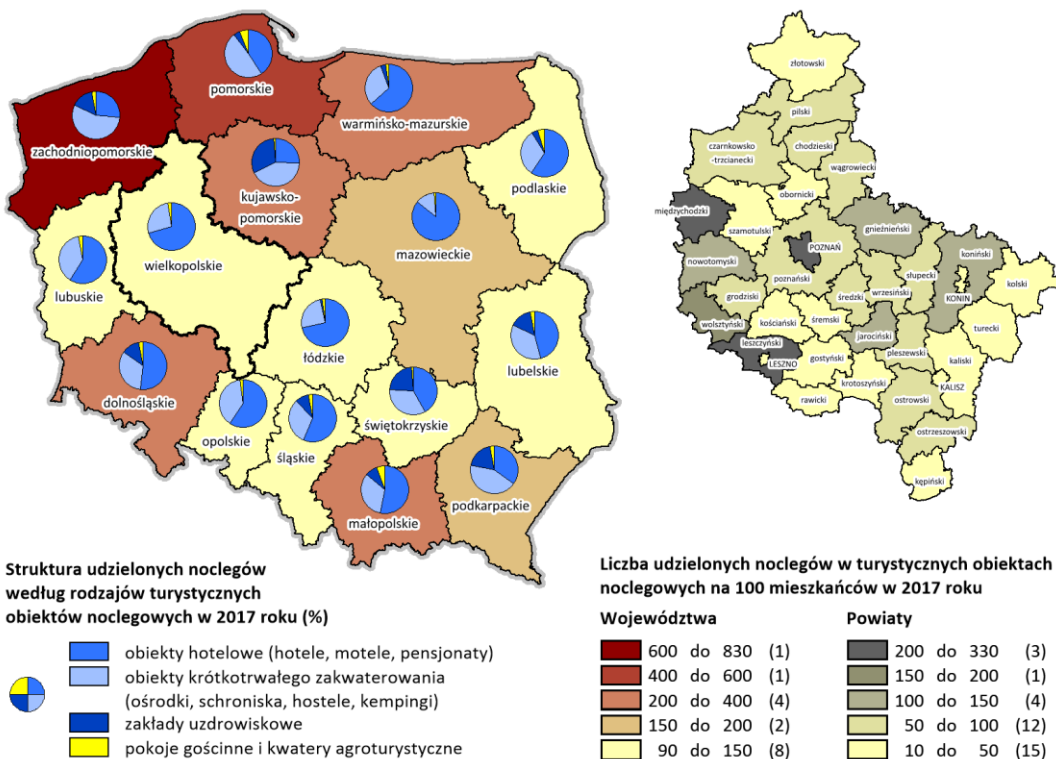 pomorskie
zachodniopomorskie
warmińsko-mazurskie
podlaskie
kujawsko-
pomorskie
mazowieckie
wielkopolskie
lubuskie
łódzkie
lubelskie
dolnośląskie
opolskie
śląskie
świętokrzyskie
małopolskie
podkarpackie
złotowski
pilski
czarnkowsko
-trzcianecki
chodzieski
wągrowiecki
obornicki
międzychodzki
szamotulski
gnieźnieński
POZNAŃ
nowotomyski
poznański
słupecki
koniński
kolski
KONIN
grodziski
średzki
wrzesiński
wolsztyński
kościański
śremski
turecki
leszczyński
jarociński
LESZNO
gostyński
pleszewski
kaliski
krotoszyński
KALISZ
rawicki
ostrowski
ostrzeszowski
kępiński
Struktura udzielonych noclegów
według rodzajów turystycznych
obiektów noclegowych w 2017 roku (%)
obiekty hotelowe (hotele, motele, pensjonaty)
obiekty krótkotrwałego zakwaterowania
(ośrodki, schroniska, hostele, kempingi)
zakłady uzdrowiskowe
pokoje gościnne i kwatery agroturystyczne
Liczba udzielonych noclegów w turystycznych obiektach
noclegowych na 100 mieszkańców w 2017 roku
Województwa
600 do 830 (1)
400 do 600 (1)
200 do 400 (4)
150 do 200 (2)
90 do 150 (8)
Powiaty
200 do 330 (3)
150 do 200 (1)
100 do 150 (4)
50 do 100 (12)
10 do 50 (15)